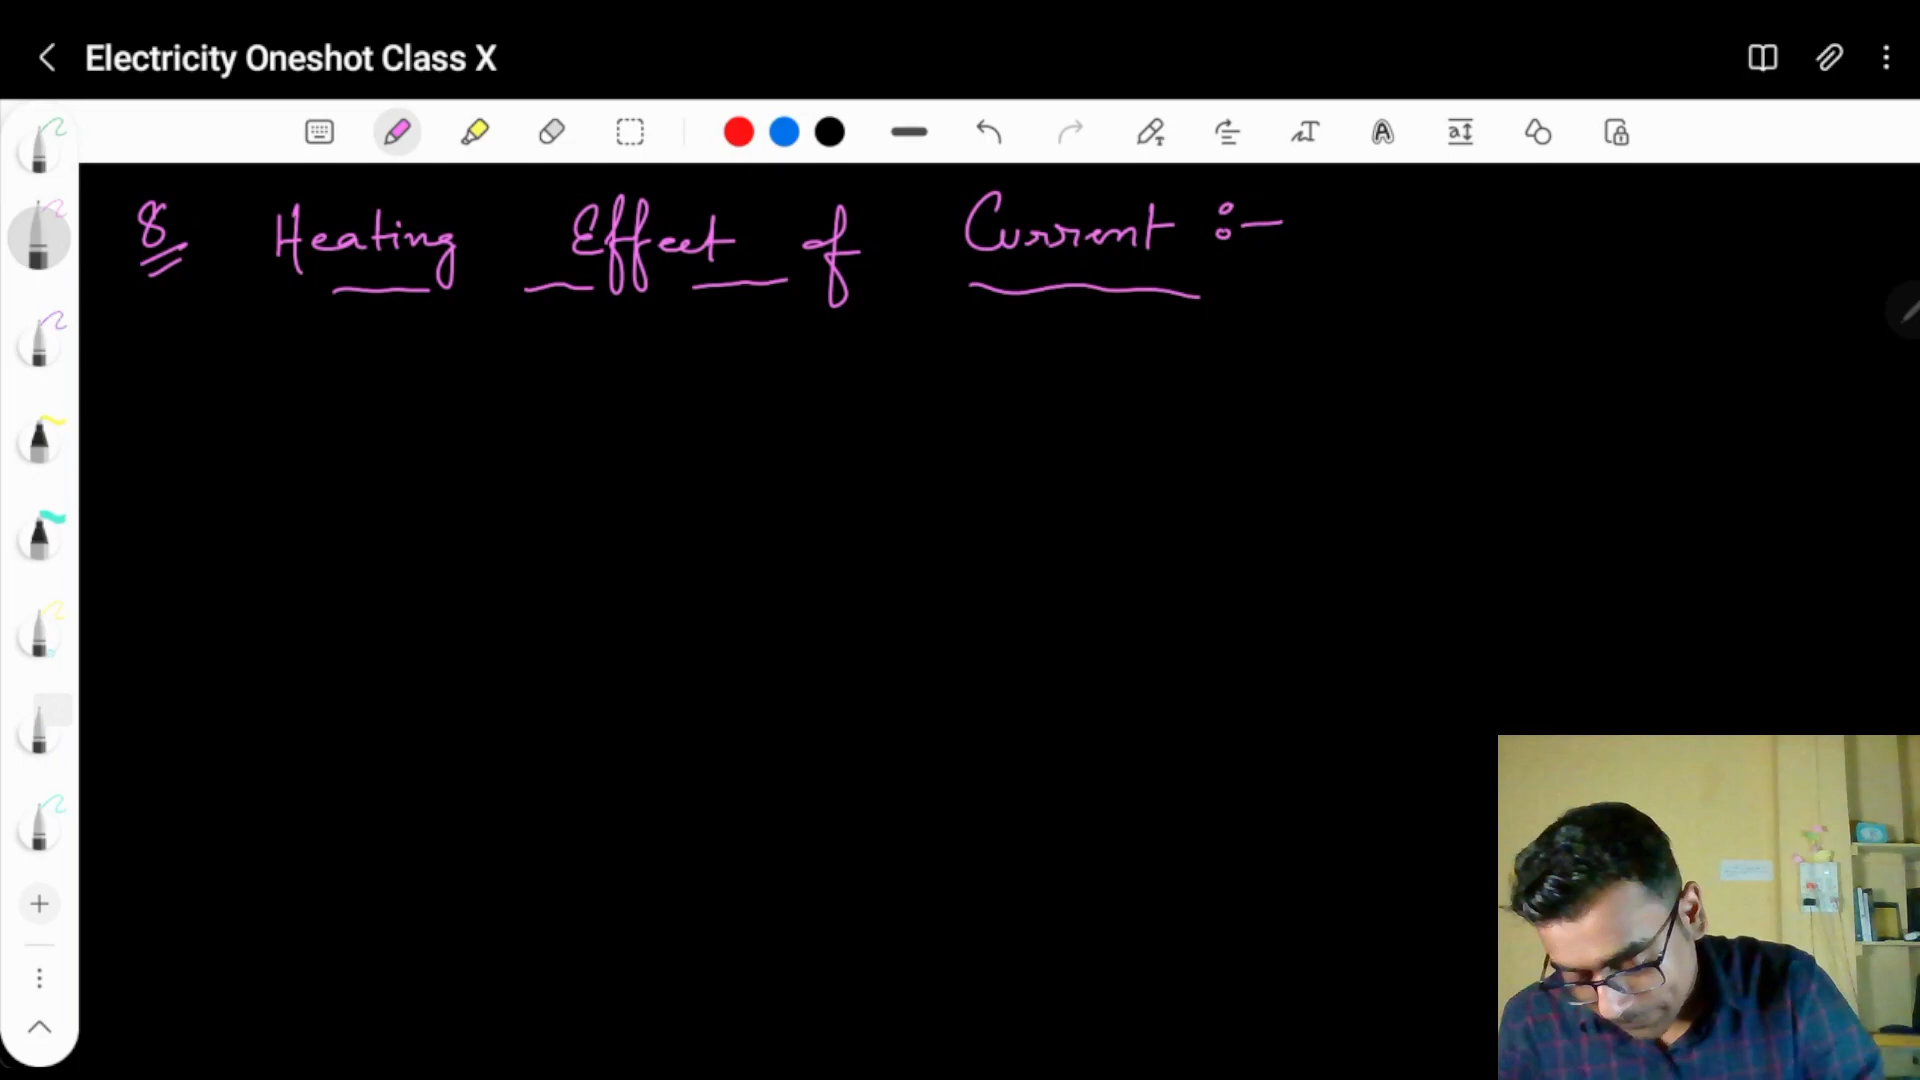 Electricity Oneshot Class X
8 Heating Effect of Current :-